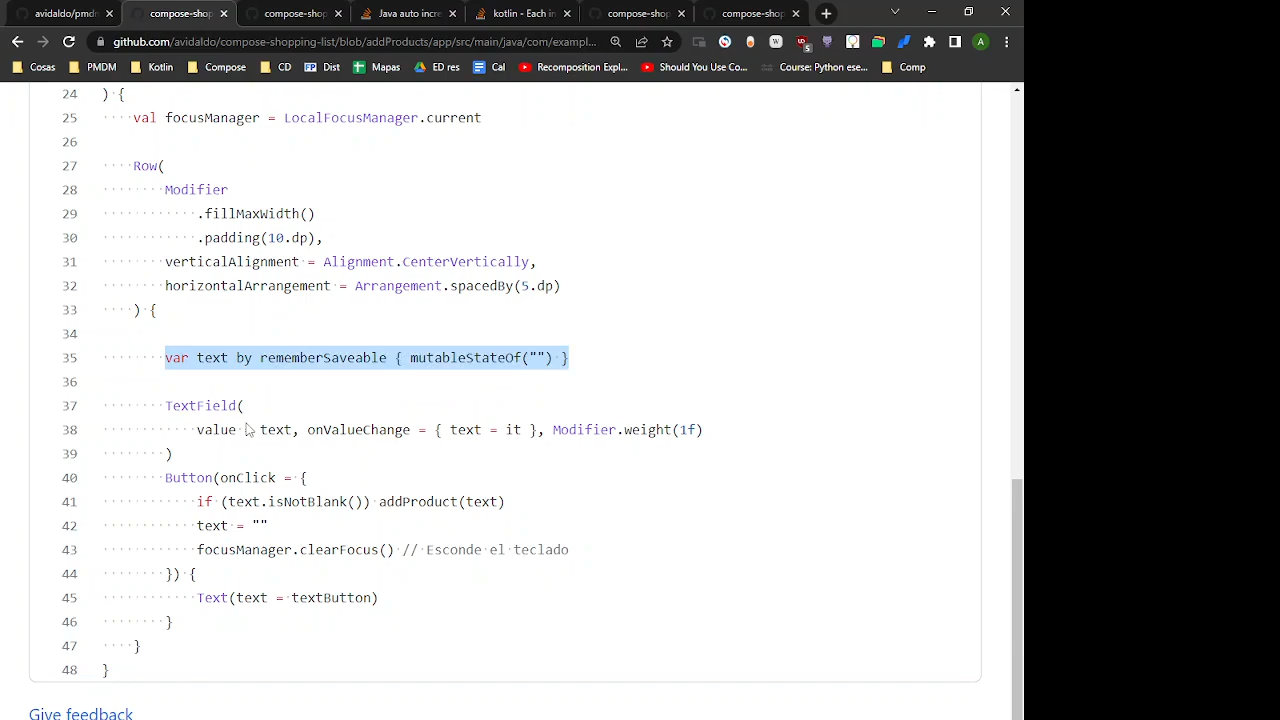 avidaldo/pmdm
compose-shop
compose-shop
Java auto incre
kotlin - Each in
compose-shop
compose-shop
github.com/avidaldo/compose-shopping-list/blob/addProducts/app/src/main/java/com/exampl...
Cosas PMDM Kotlin Compose CD Dist Mapas ED res Cal Recomposition Expl... Should You Use Co... Course: Python ese... Comp
24 ) {
25 val focusManager = LocalFocusManager.current
26
27 Row(
28 Modifier
29 .fillMaxWidth()
30 .padding(10.dp),
31 verticalAlignment = Alignment.CenterVertically,
32 horizontalArrangement = Arrangement.spacedBy(5.dp)
33 ) {
34
35 var text by rememberSaveable { mutableStateOf("") }
36
37 TextField(
38 value text, onValueChange = { text = it }, Modifier.weight(1f)
39 )
40 Button(onClick = {
41 if (text.isNotBlank()) addProduct(text)
42 text = ""
43 focusManager.clearFocus() // Esconde el teclado
44 }) {
45 Text(text = textButton)
46 }
47 }
48 }
Give feedback